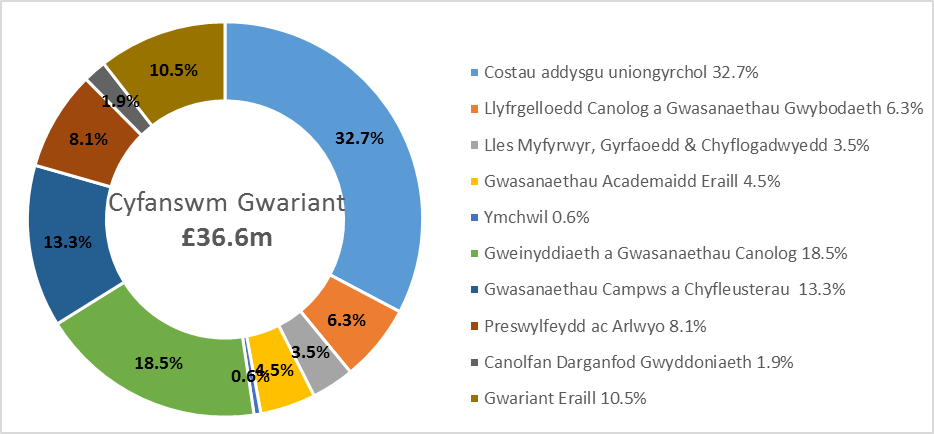 10.5%
1.9%
8.1%
32.7%
Cyfanswm Gwariant
£36.6m
13.3%
6.3%
3.5%
18.5%
0.6%
4.5%
Costau addysgu uniongyrchol 32.7%
Llyfrgelloedd Canolog a Gwasanaethau Gwybodaeth 6.3%
Lles Myfyrwyr, Gyrfaoedd & Chyflogadwyedd 3.5%
Gwasanaethau Academaidd Eraill 4.5%
Ymchwil 0.6%
Gweinyddiaeth a Gwasanaethau Canolog 18.5%
Gwasanaethau Campws a Chyfleusterau 13.3%
Preswylfeydd ac Arlwyo 8.1%
Canolfan Darganfod Gwyddoniaeth 1.9%
Gwariant Eraill 10.5%